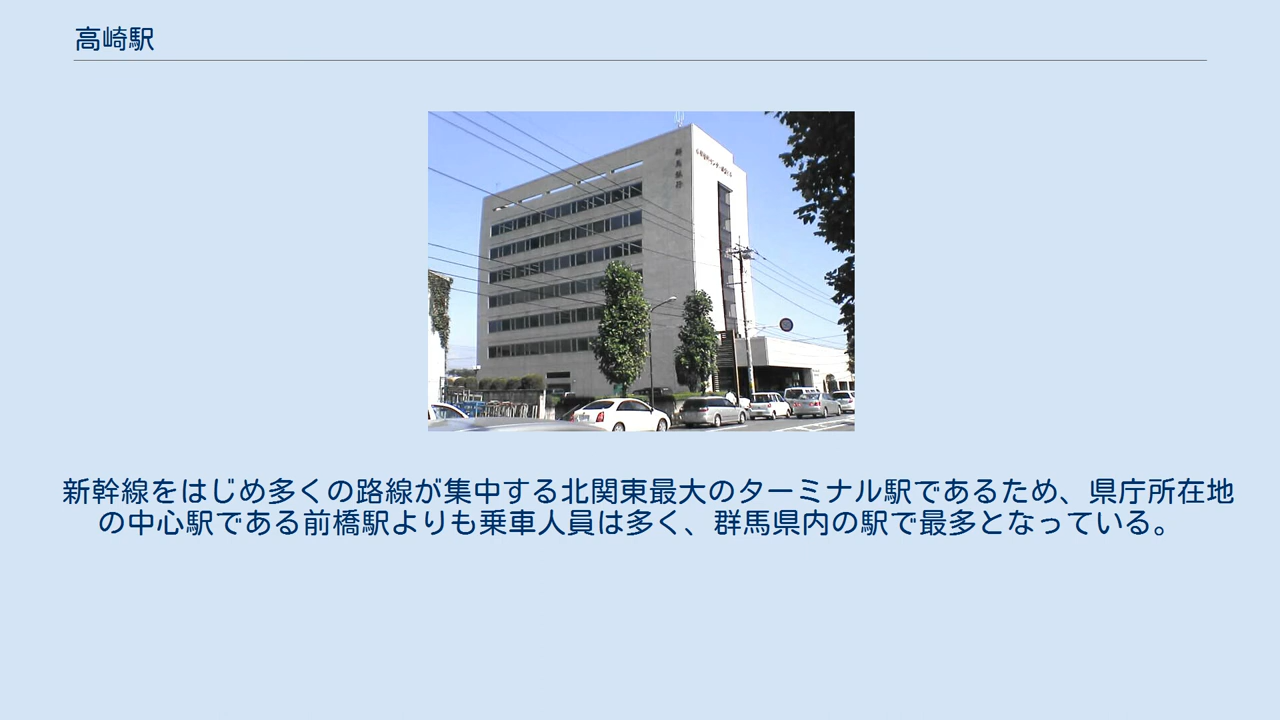 高崎駅
群馬銀行
新幹線をはじめ多くの路線が集中する北関東最大のターミナル駅であるため、県庁所在地
の中心駅である前橋駅よりも乗車人員は多く、群馬県内の駅で最多となっている。